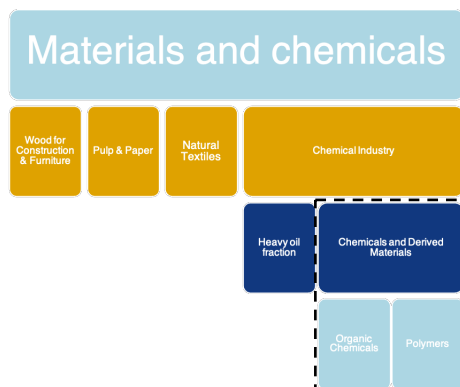 Materials and chemicals
Wood for
Construction
& Furniture
Pulp & Paper
Natural
Textiles
Chemical Industry
Heavy oil
fraction
Chemicals and Derived
Materials
Organic
Chemicals
Polymers